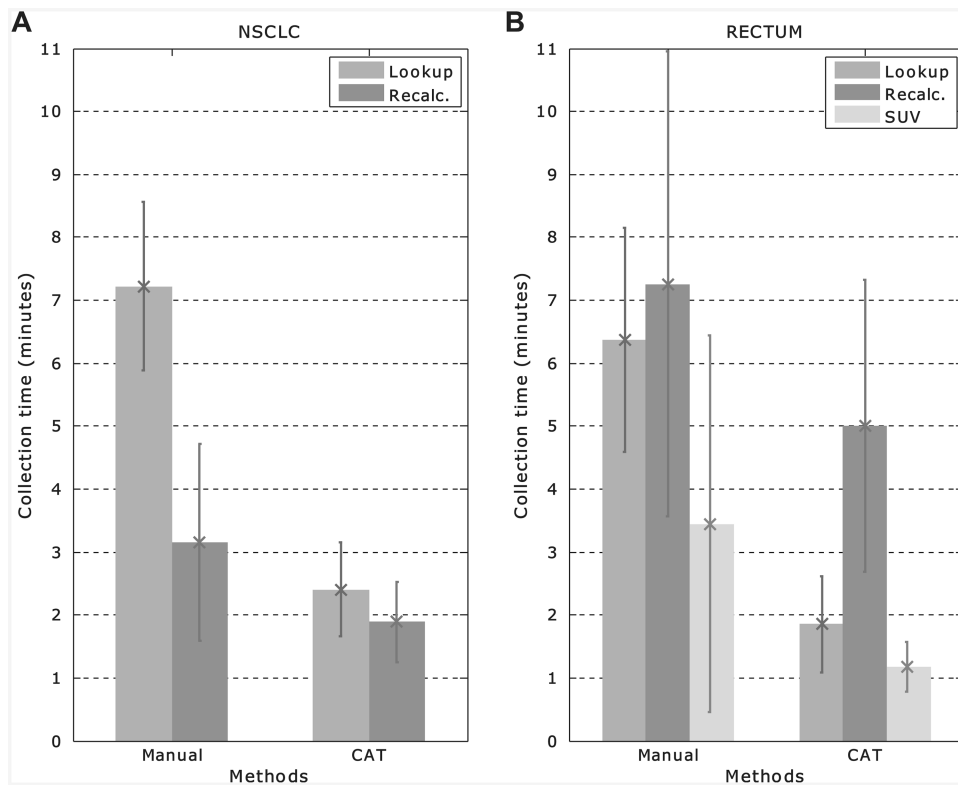 A
NSCLC
Collection time (minutes)
11
10
9
8
7
6
5
4
3
2
1
0
Lookup
Recalc.
Manual
CAT
Methods
B
RECTUM
Collection time (minutes)
11
10
9
8
7
6
5
4
3
2
1
0
Lookup
Recalc.
SUV
Manual
CAT
Methods